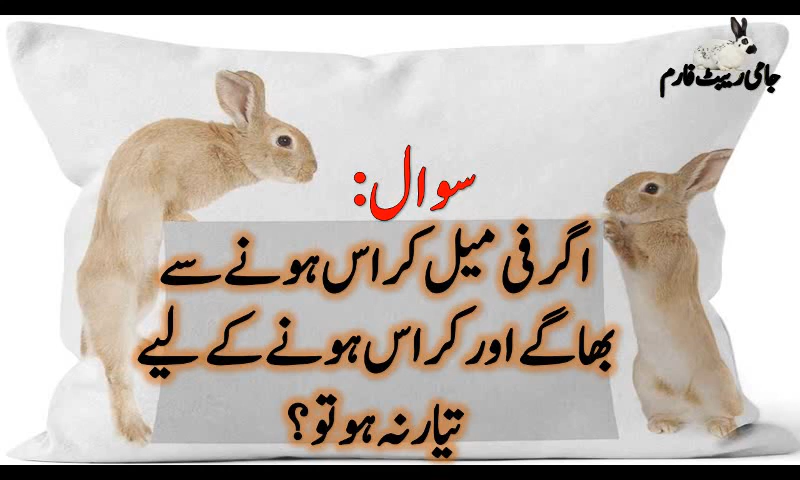 جامی ریبٹ فارم
سوال:
اگر فی میل کراس ہونے سے
بھاگے اور کراس ہونے کے لیے
تیار نہ ہو تو؟